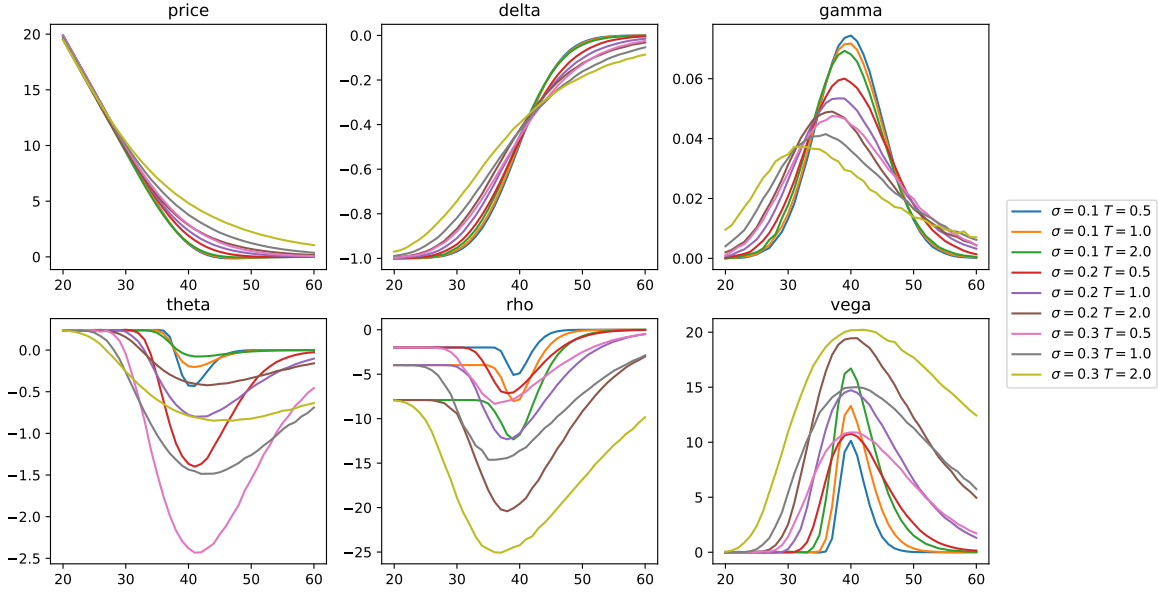 price
delta
gamma
20
15
10
5
0
20 30 40 50 60
0.0
−0.2
−0.4
−0.6
−0.8
−1.0
20 30 40 50 60
0.06
0.04
0.02
0.00
20 30 40 50 60
theta
rho
vega
0.0
−0.5
−1.0
−1.5
−2.0
−2.5
20 30 40 50 60
0
−5
−10
−15
−20
−25
20 30 40 50 60
20
15
10
5
0
20 30 40 50 60
σ = 0.1 T = 0.5
σ = 0.1 T = 1.0
σ = 0.1 T = 2.0
σ = 0.2 T = 0.5
σ = 0.2 T = 1.0
σ = 0.2 T = 2.0
σ = 0.3 T = 0.5
σ = 0.3 T = 1.0
σ = 0.3 T = 2.0